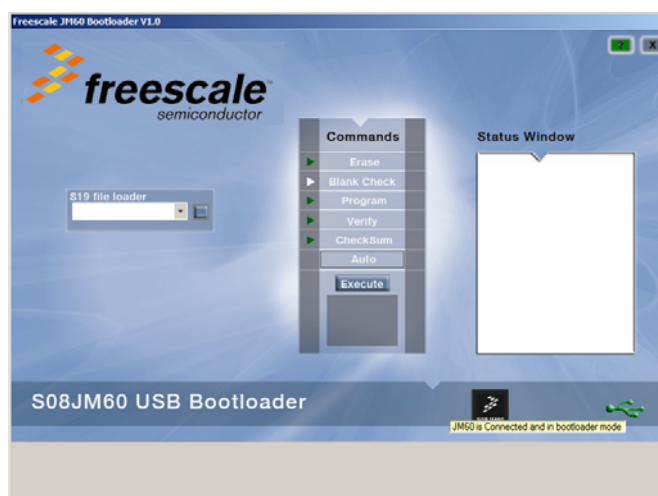 Freescale JM60 Bootloader V1.0
? X
freescale™
semiconductor
Commands
Status Window
Erase
Blank Check
S19 file loader
Program
Verify
CheckSum
Auto
Execute
S08JM60 USB Bootloader
JM60 is Connected and in bootloader mode